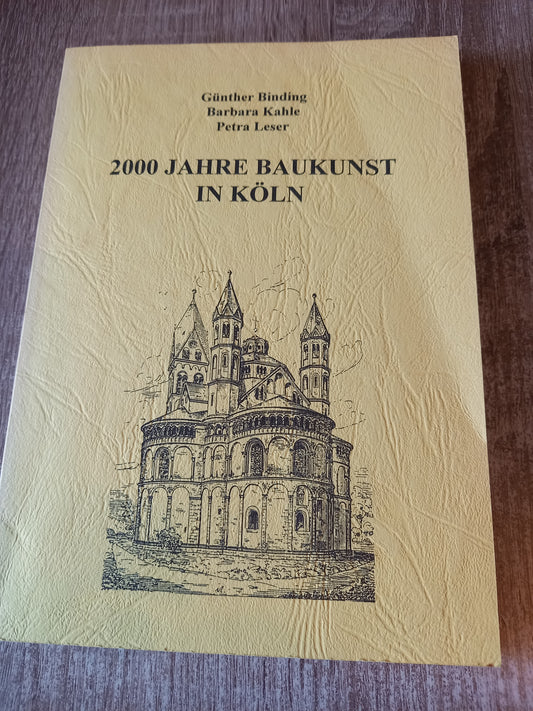 Günther Binding
Barbara Kahle
Petra Leser
2000 JAHRE BAUKUNST
IN KÖLN